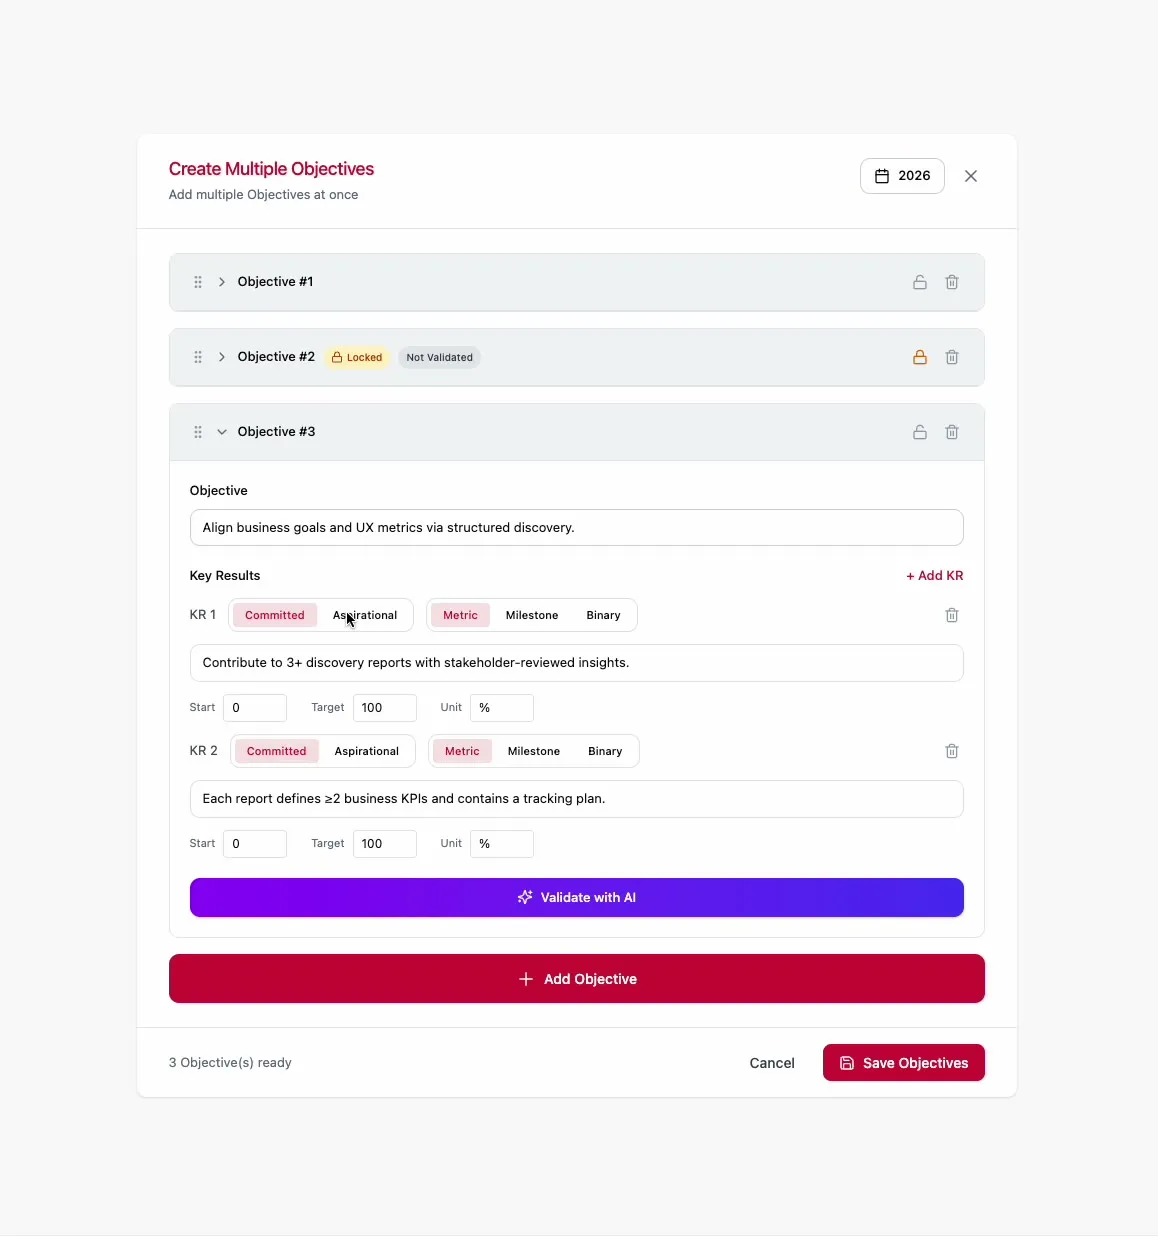 Create Multiple Objectives
Add multiple Objectives at once
2026
Objective #1
Objective #2 Locked Not Validated
Objective #3
Objective
Align business goals and UX metrics via structured discovery.
Key Results + Add KR
KR 1 Committed Aspirational Metric Milestone Binary
Contribute to 3+ discovery reports with stakeholder-reviewed insights.
Start 0 Target 100 Unit %
KR 2 Committed Aspirational Metric Milestone Binary
Each report defines ≥2 business KPIs and contains a tracking plan.
Start 0 Target 100 Unit %
Validate with AI
Add Objective
3 Objective(s) ready Cancel Save Objectives